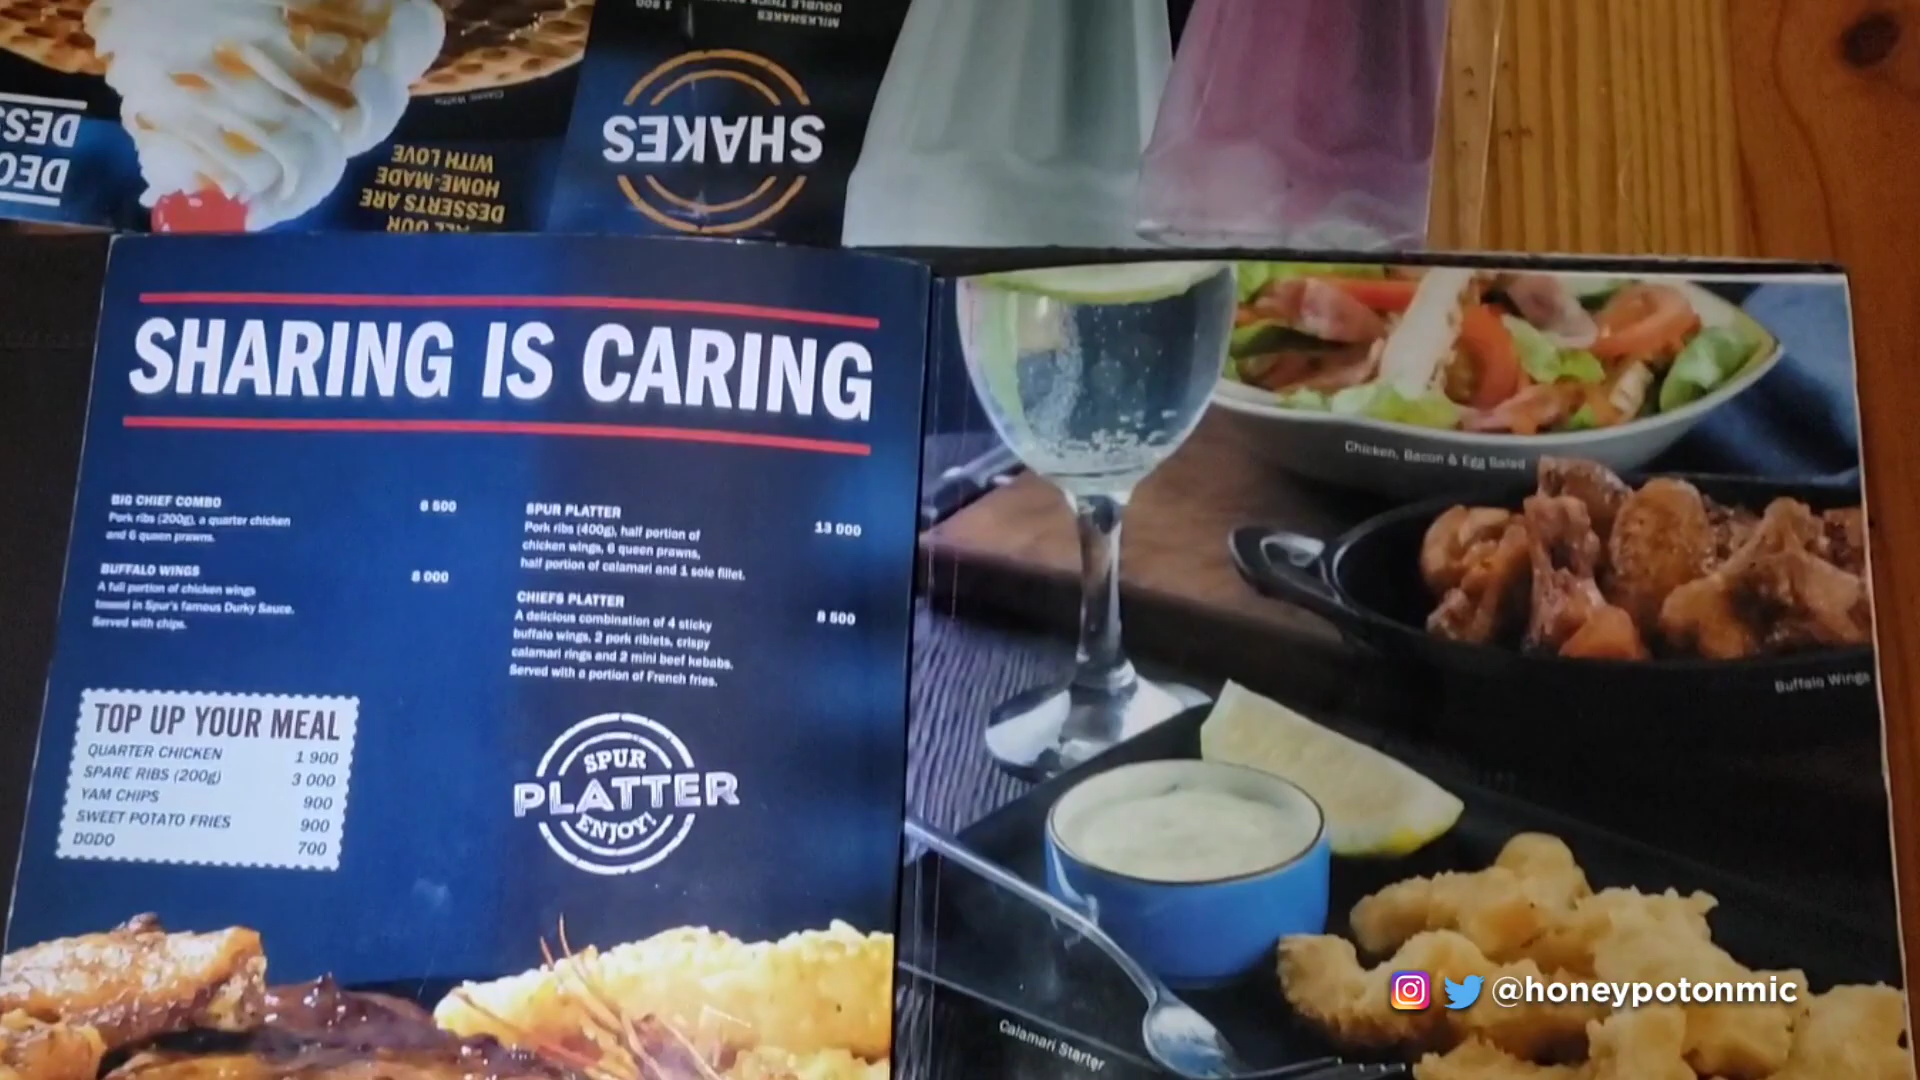 DEC
DES
ALL OUR
DESSERTS ARE
HOME-MADE
WITH LOVE
SHAKES
MILKSHAKES
1 800
SHARING IS CARING
BIG CHIEF COMBO 6 500
Pork ribs (200g), a quarter chicken
and 6 queen prawns.
BUFFALO WINGS 8 000
A full portion of chicken wings
tossed in Spur's famous Durky Sauce.
Served with chips.
SPUR PLATTER 13 000
Pork ribs (400g), half portion of
chicken wings, 6 queen prawns,
half portion of calamari and 1 sole fillet.
CHIEFS PLATTER 8 500
A delicious combination of 4 sticky
buffalo wings, 2 pork riblets, crispy
calamari rings and 2 mini beef kebabs.
Served with a portion of French fries.
TOP UP YOUR MEAL
QUARTER CHICKEN 1 900
SPARE RIBS (200g) 3 000
YAM CHIPS 900
SWEET POTATO FRIES 900
DODO 700
SPUR
PLATTER
ENJOY!
Chicken, Bacon & Egg Salad
Buffalo Wings
Calamari Starter
@honeypotonmic